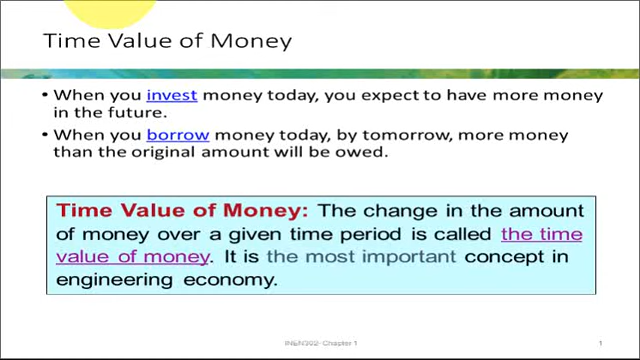 Time Value of Money
• When you invest money today, you expect to have more money
in the future.
• When you borrow money today, by tomorrow, more money
than the original amount will be owed.
Time Value of Money: The change in the amount
of money over a given time period is called the time
value of money. It is the most important concept in
engineering economy.
INEN302- Chapter 1
1